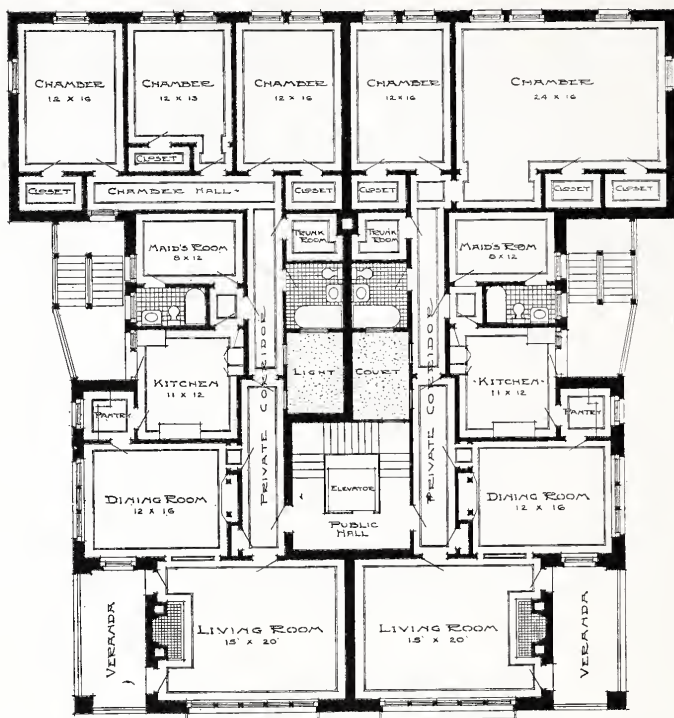 CHAMBER
12 X 16
CHAMBER
12 X 13
CHAMBER
12 X 16
CHAMBER
12 X 16
CHAMBER
24 X 16
CLOSET
CLOSET
CHAMBER HALL
CLOSET
CLOSET
CLOSET
CLOSET
MAID'S ROOM
8 X 12
TRUNK
ROOM
TRUNK
ROOM
MAID'S ROOM
8 X 12
PRIVATE CORRIDOR
LIGHT
COURT
PRIVATE CORRIDOR
KITCHEN
11 X 12
KITCHEN
11 X 12
PANTRY
PANTRY
DINING ROOM
12 X 16
ELEVATOR
PUBLIC
HALL
DINING ROOM
12 X 16
VERANDA
LIVING ROOM
15' X 20'
LIVING ROOM
15' X 20'
VERANDA